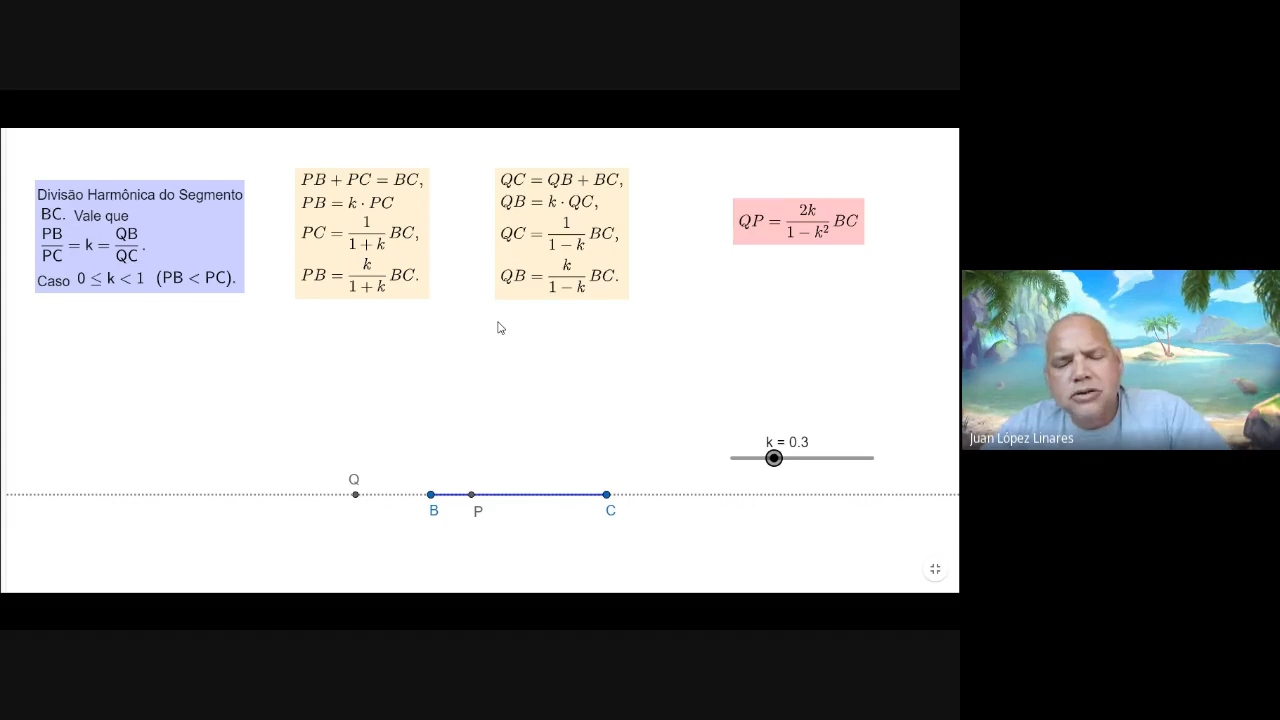 Divisão Harmônica do Segmento
BC. Vale que
PB/PC = k = QB/QC.
Caso 0 ≤ k < 1 (PB < PC).
PB + PC = BC,
PB = k · PC
PC = 1/(1 + k) BC,
PB = k/(1 + k) BC.
QC = QB + BC,
QB = k · QC,
QC = 1/(1 − k) BC,
QB = k/(1 − k) BC.
QP = 2k/(1 − k²) BC
k = 0.3
Q
B
P
C
Juan López Linares